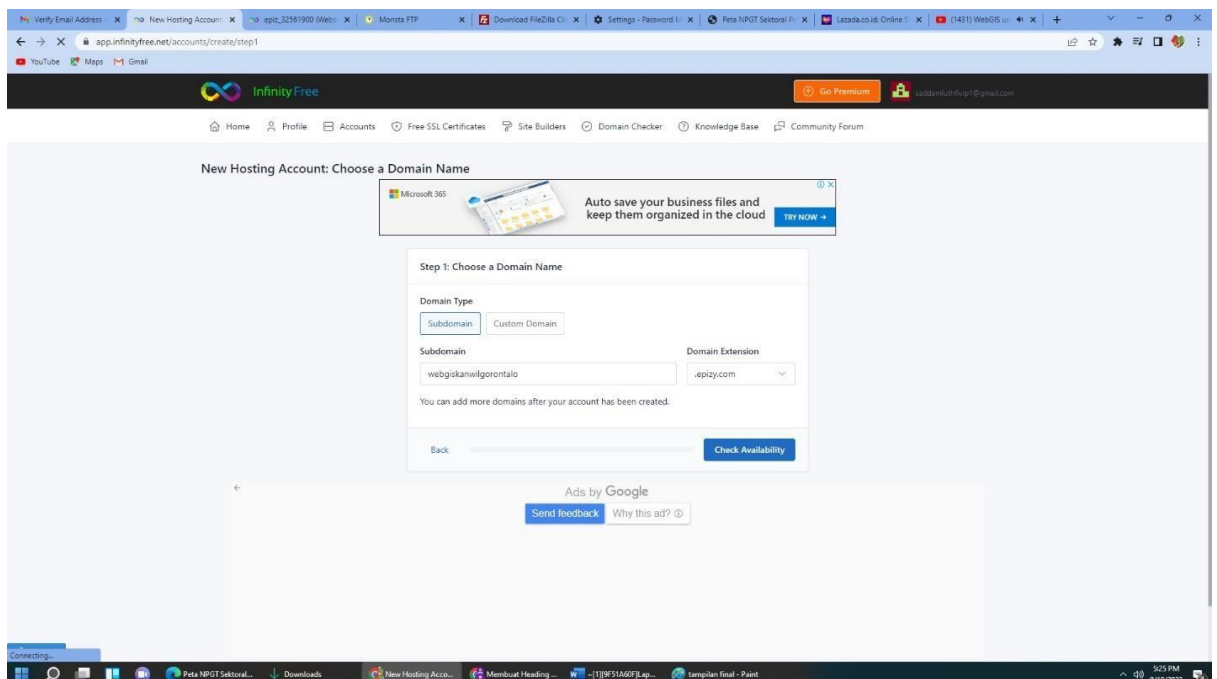 Verify Email Address -
New Hosting Account
epiz_32561900 (Webs
Monsta FTP
Download FileZilla Cli
Settings - Password
Peta NPGT Sektoral
Lazada.co.id: Online
(1431) WebGIS
app.infinityfree.net/accounts/create/step1
YouTube Maps Gmail
InfinityFree
Go Premium
Home Profile Accounts Free SSL Certificates Site Builders Domain Checker Knowledge Base Community Forum
New Hosting Account: Choose a Domain Name
Microsoft 365
Auto save your business files and
keep them organized in the cloud
TRY NOW →
Step 1: Choose a Domain Name
Domain Type
Subdomain Custom Domain
Subdomain Domain Extension
webgiskanwilgorontalo .epizy.com
You can add more domains after your account has been created.
Back Check Availability
Ads by Google
Send feedback Why this ad?
Connecting...
Peta NPGT Sektoral... Downloads New Hosting Acco... Membuat Heading ... ~[1][9F51A60F]Lap... tampilan final - Paint
5:25 PM